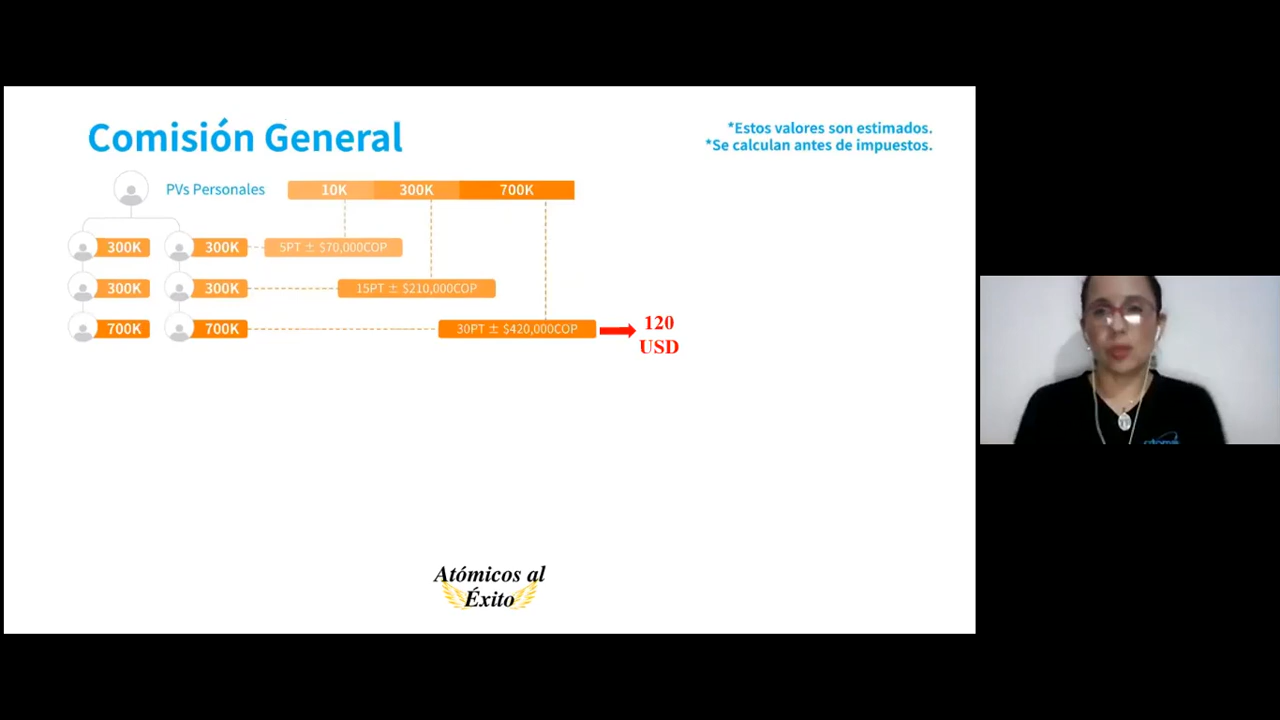 Comisión General
*Estos valores son estimados.
*Se calculan antes de impuestos.
PVs Personales
10K 300K 700K
300K 300K 5PT ± $70,000COP
300K 300K 15PT ± $210,000COP
700K 700K 30PT ± $420,000COP
120
USD
Atómicos al
Éxito